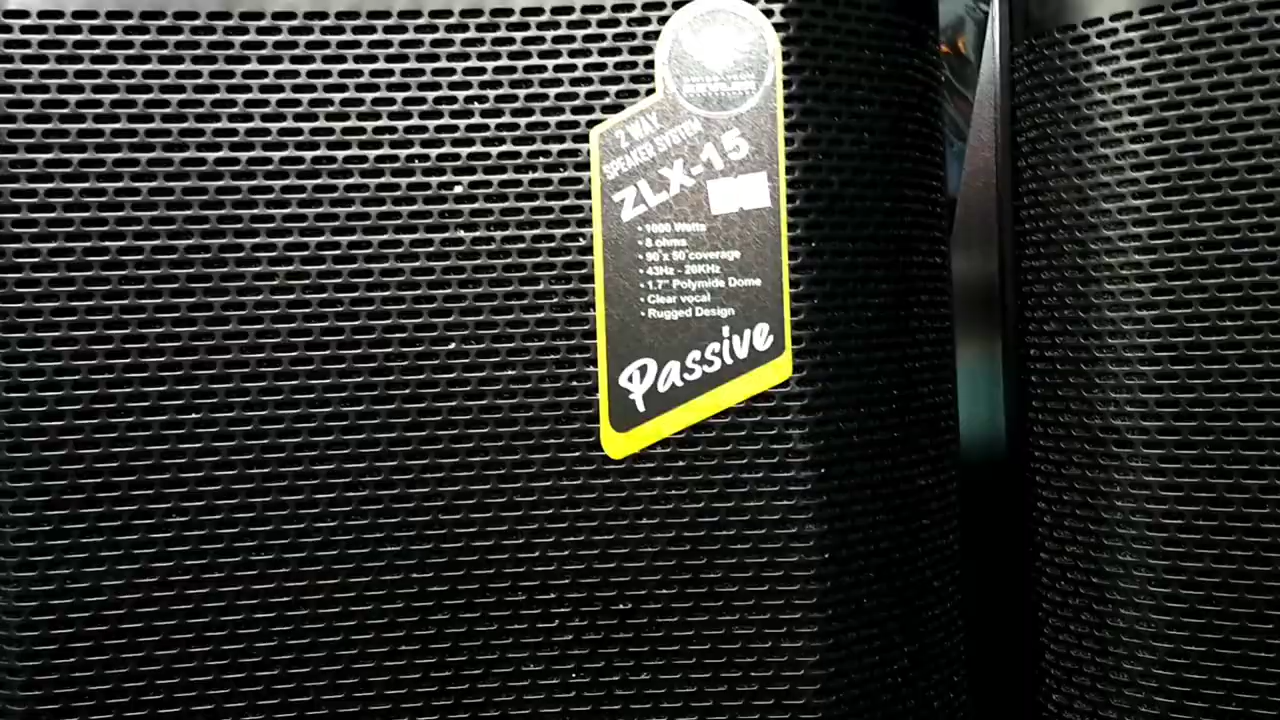 2 WAY
SPEAKER SYSTEM
ZLX-15
• 1000 Watts
• 8 ohms
• 90°x 50°coverage
• 43Hz - 20KHz
• 1.7" Polymide Dome
• Clear vocal
• Rugged Design
Passive